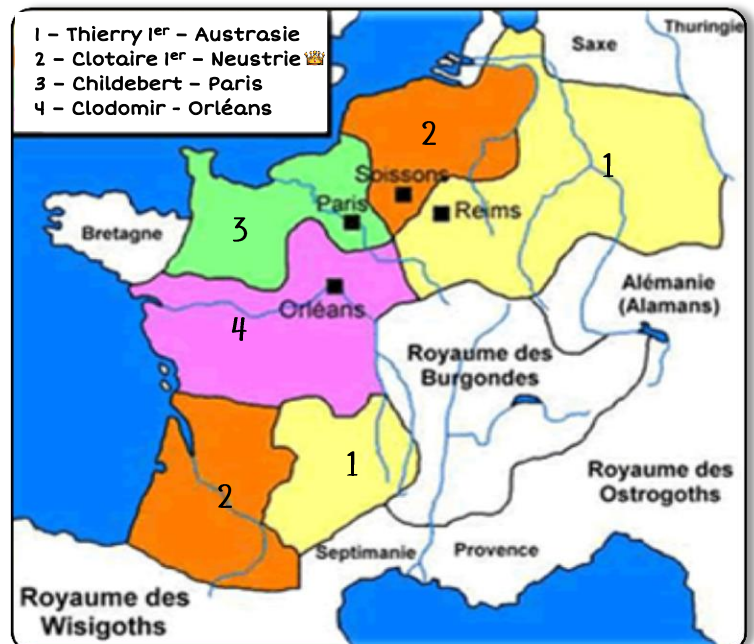 1 – Thierry 1er – Austrasie
2 – Clotaire 1er – Neustrie
3 – Childebert – Paris
4 – Clodomir - Orléans
Thuringie
Saxe
2
1
Soissons
Paris
Reims
3
Bretagne
Alémanie
(Alamans)
Orléans
4
Royaume des
Burgondes
1
2
Royaume des
Ostrogoths
Septimanie
Provence
Royaume des
Wisigoths